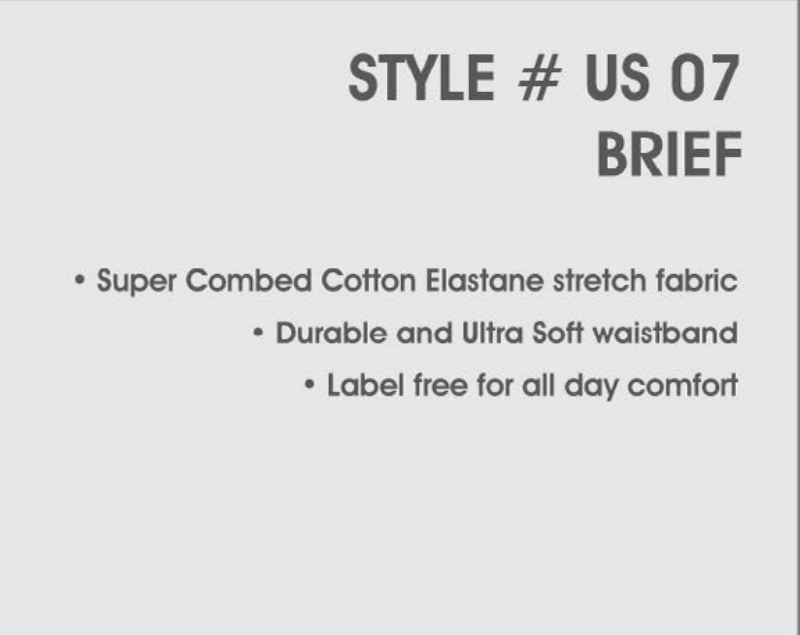 STYLE # US 07
BRIEF
• Super Combed Cotton Elastane stretch fabric
• Durable and Ultra Soft waistband
• Label free for all day comfort